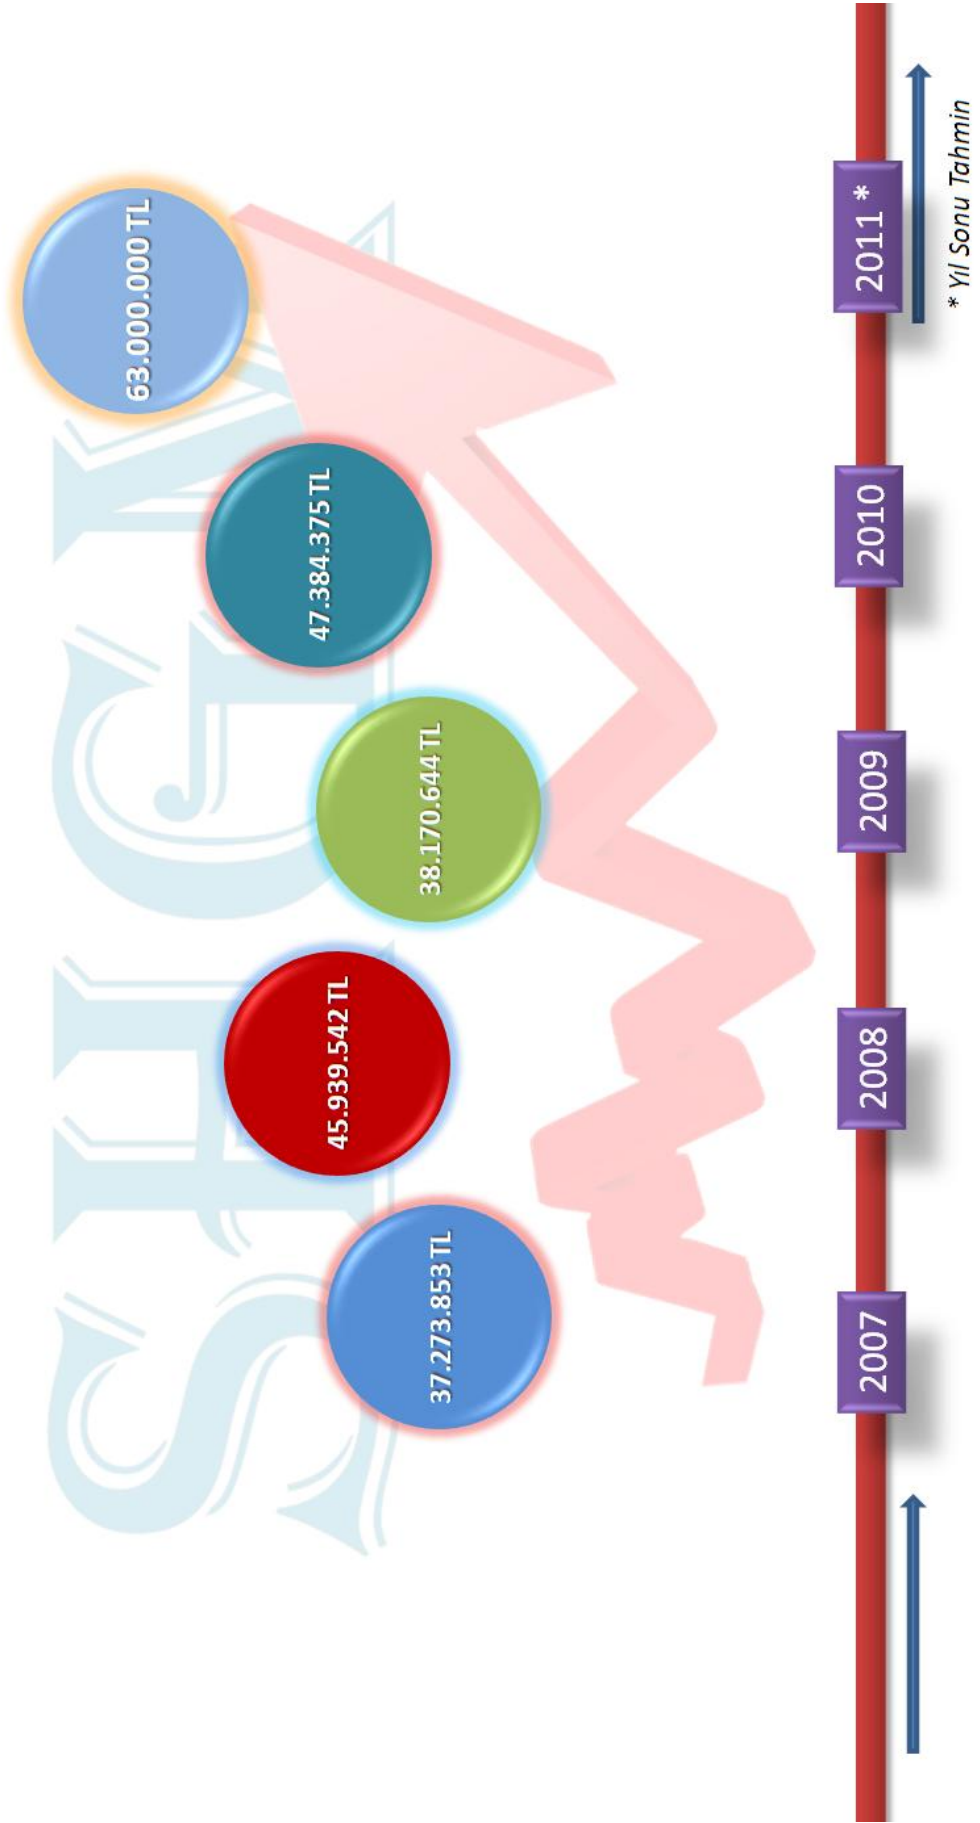 SHGM
63.000.000 TL
47.384.375 TL
45.939.542 TL
38.170.644 TL
37.273.853 TL
2007
2008
2009
2010
2011 *
* Yıl Sonu Tahmin